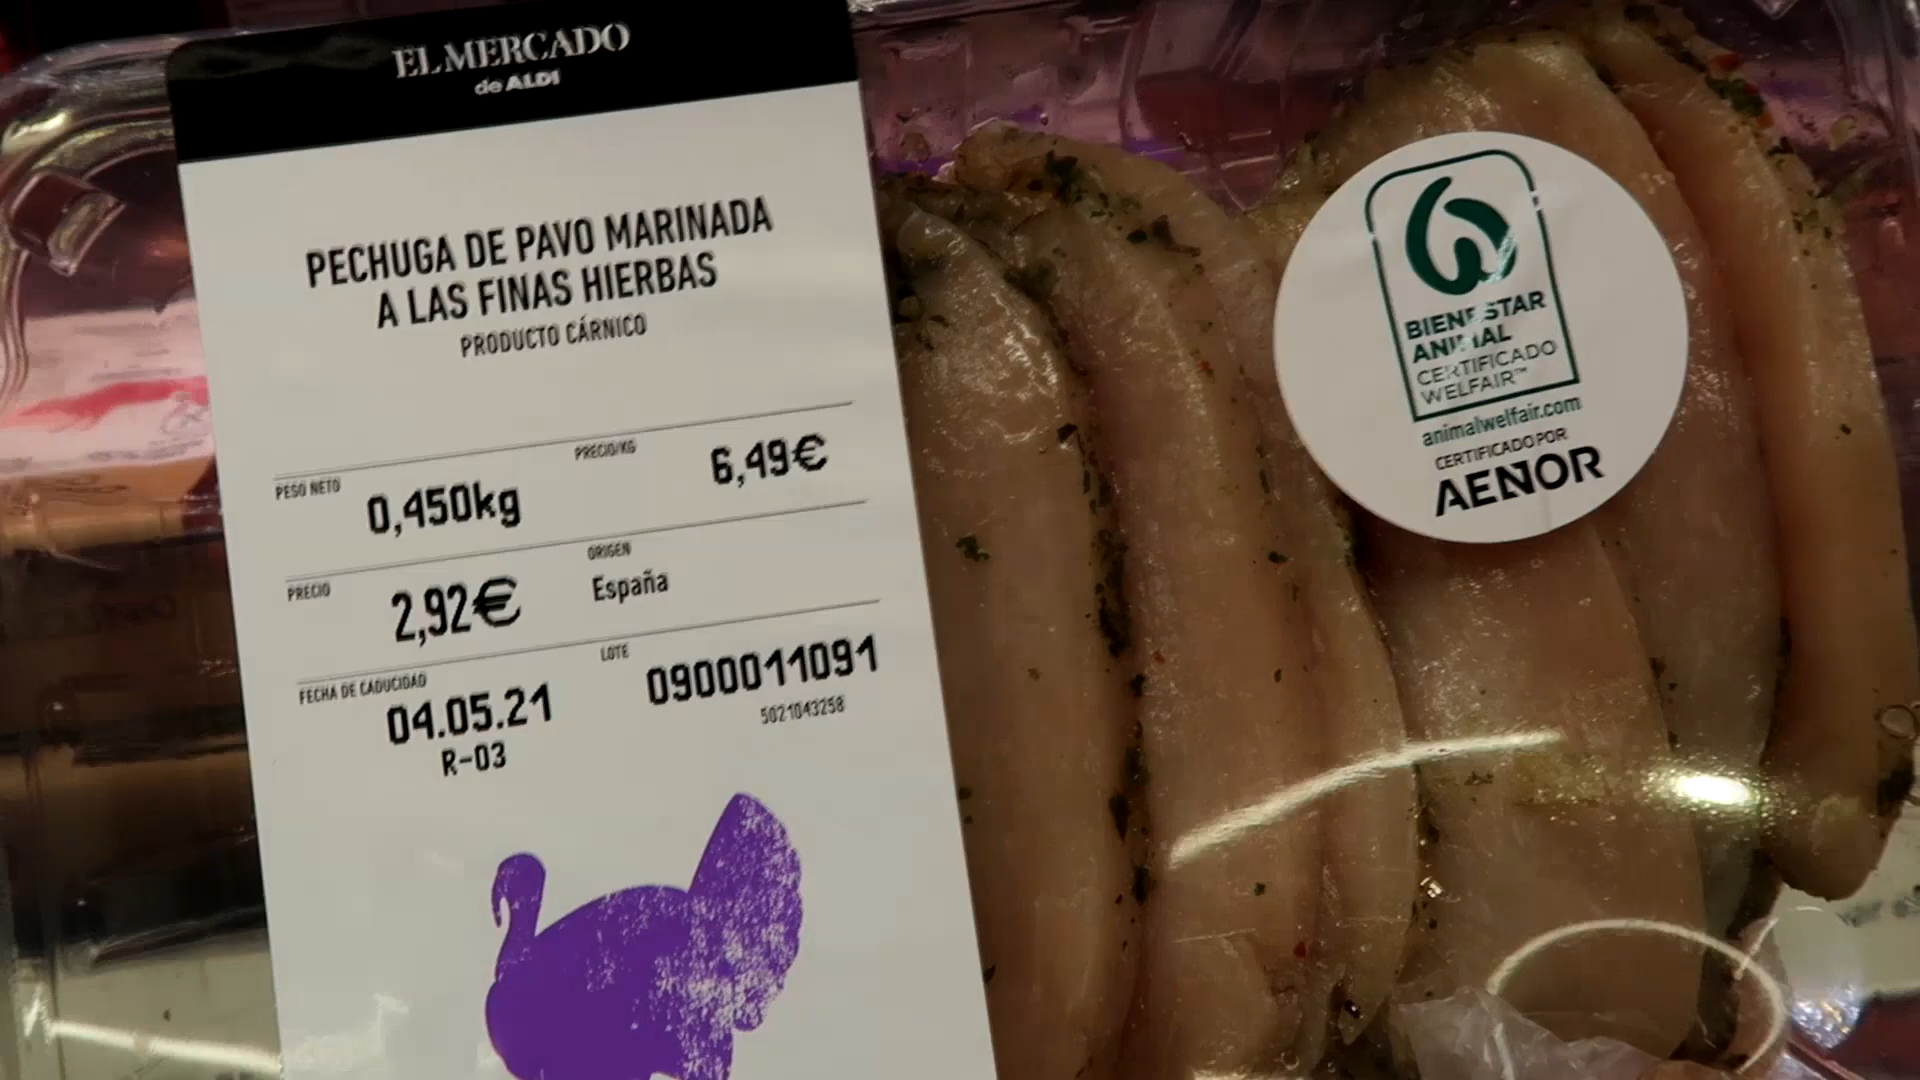 EL MERCADO
de ALDI
PECHUGA DE PAVO MARINADA
A LAS FINAS HIERBAS
PRODUCTO CÁRNICO
PESO NETO
0,450kg
PRECIO/KG
6,49€
PRECIO
2,92€
ORIGEN
España
FECHA DE CADUCIDAD
04.05.21
R-03
LOTE
0900011091
5021043258
BIENESTAR
ANIMAL
CERTIFICADO
WELFAIR™
animalwelfair.com
CERTIFICADO POR
AENOR